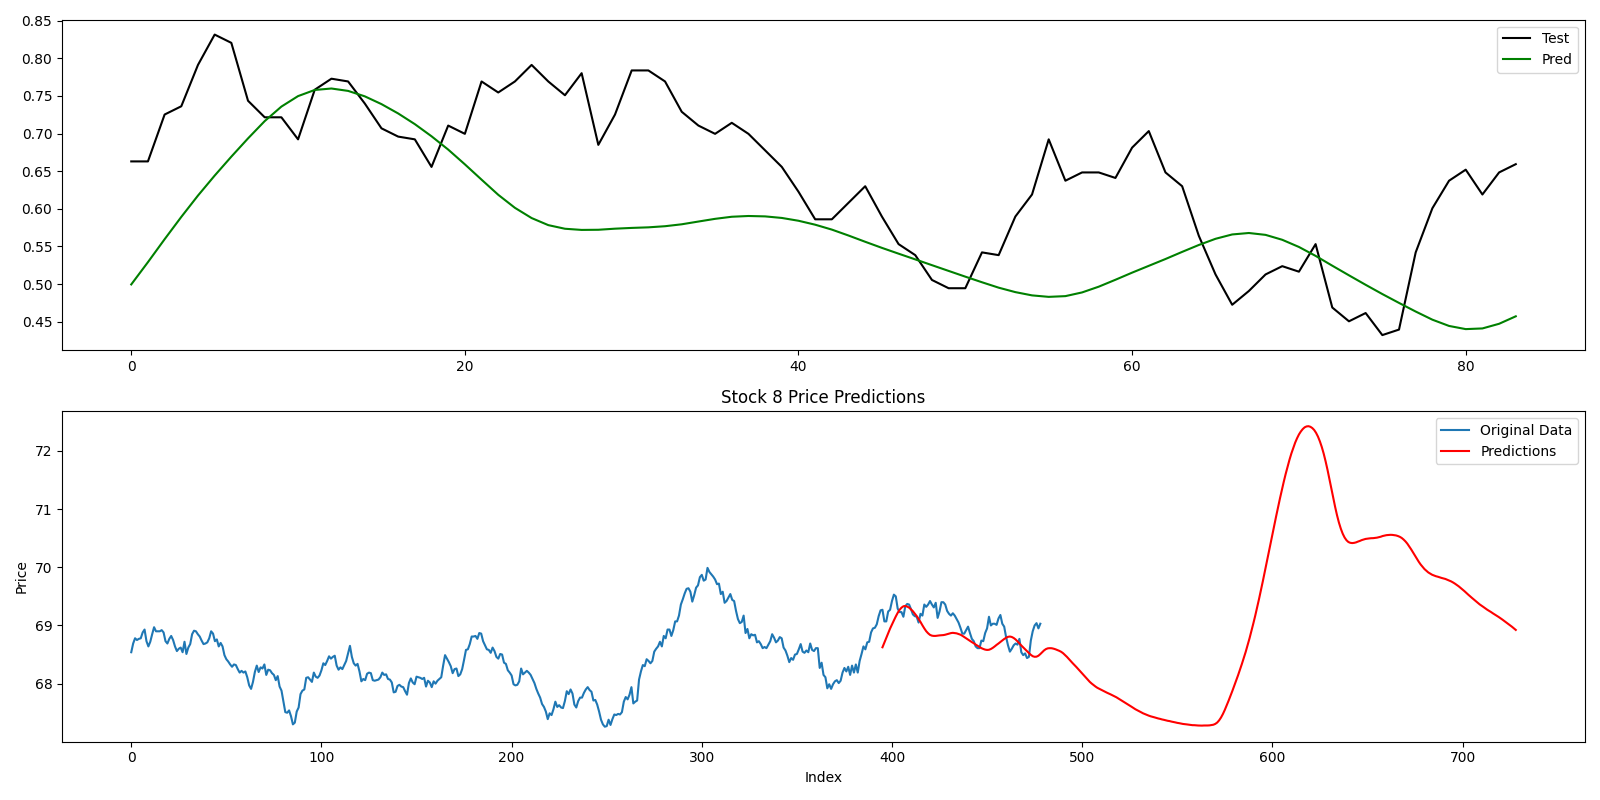 0.85
0.80
0.75
0.70
0.65
0.60
0.55
0.50
0.45
Test
Pred
0 20 40 60 80
Stock 8 Price Predictions
72
71
70
69
68
Price
Original Data
Predictions
0 100 200 300 400 500 600 700
Index